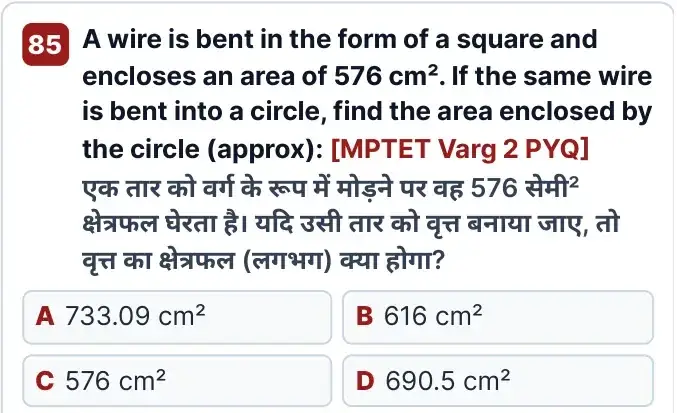 85 A wire is bent in the form of a square and
encloses an area of 576 cm². If the same wire
is bent into a circle, find the area enclosed by
the circle (approx): [MPTET Varg 2 PYQ]
एक तार को वर्ग के रूप में मोड़ने पर वह 576 सेमी²
क्षेत्रफल घेरता है। यदि उसी तार को वृत्त बनाया जाए, तो
वृत्त का क्षेत्रफल (लगभग) क्या होगा?
A 733.09 cm² B 616 cm²
C 576 cm² D 690.5 cm²